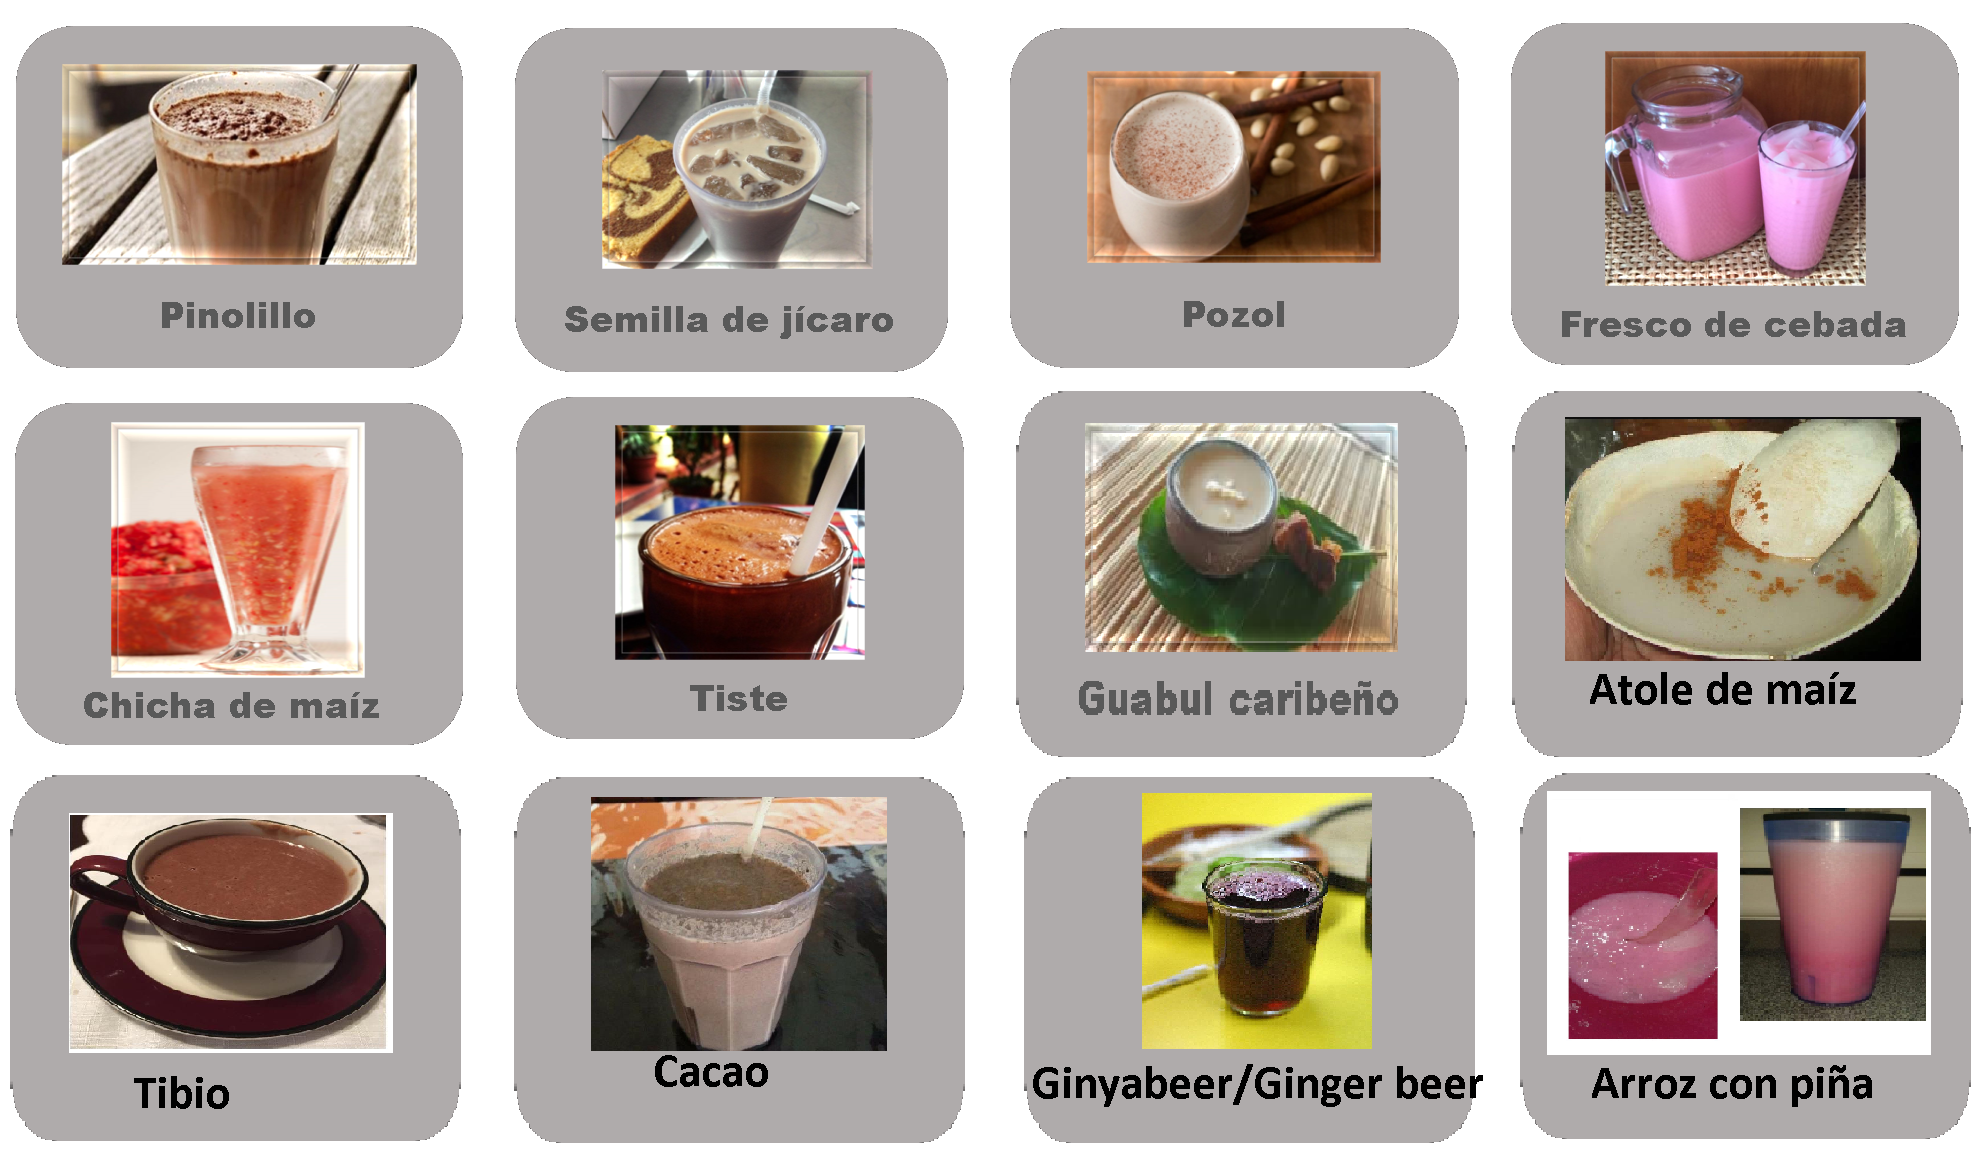 Pinolillo
Semilla de jícaro
Pozol
Fresco de cebada
Chicha de maíz
Tiste
Guabul caribeño
Atole de maíz
Tibio
Cacao
Ginyabeer/Ginger beer
Arroz con piña